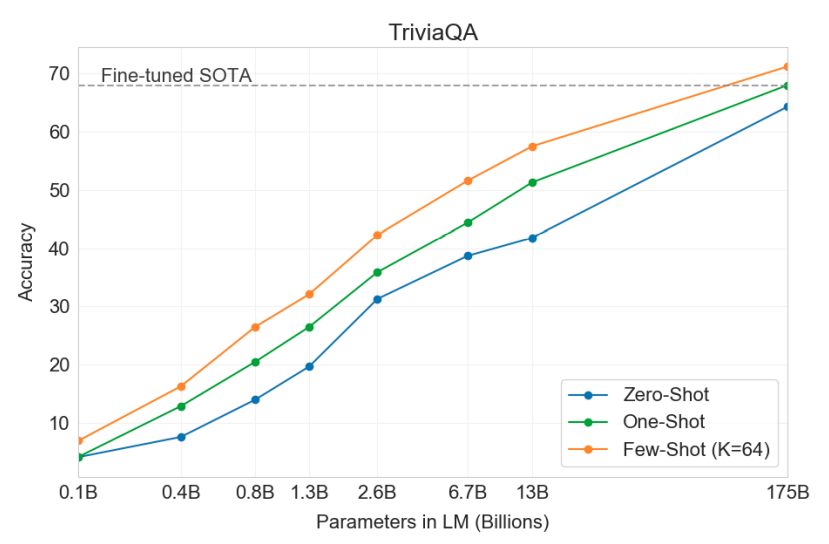 TriviaQA
Fine-tuned SOTA
70
60
50
40
30
20
10
Accuracy
0.1B 0.4B 0.8B 1.3B 2.6B 6.7B 13B 175B
Parameters in LM (Billions)
Zero-Shot
One-Shot
Few-Shot (K=64)